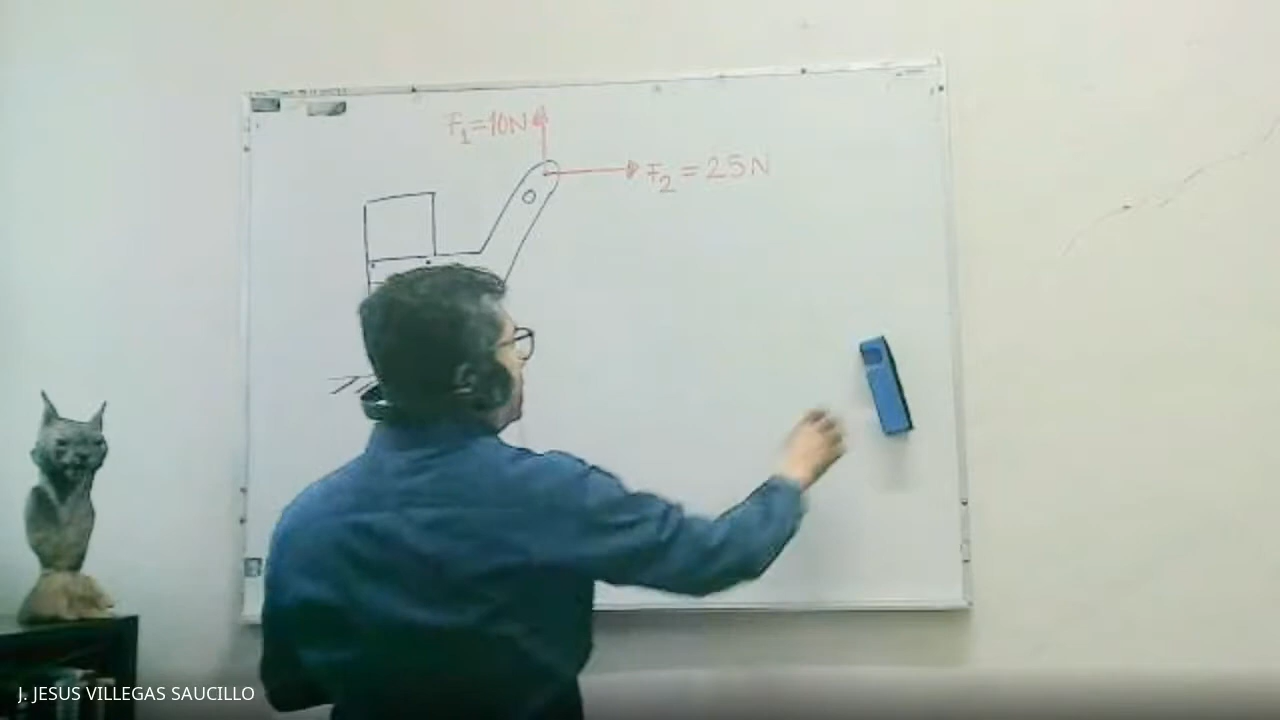 F₁=10N
F₂ = 25N
J. JESUS VILLEGAS SAUCILLO